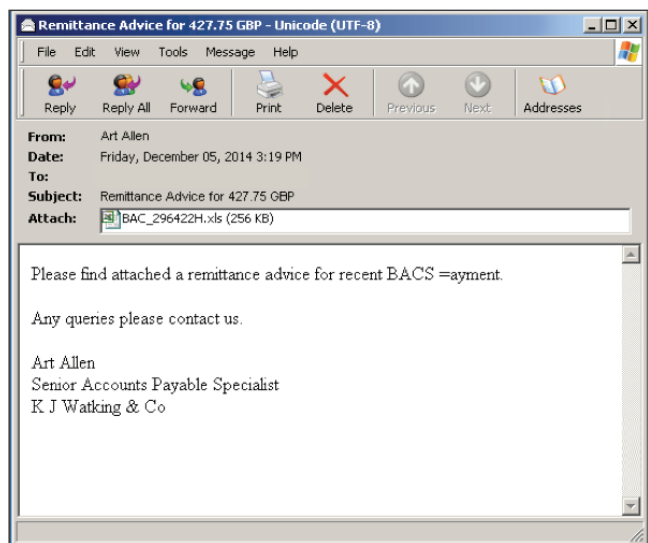 Remittance Advice for 427.75 GBP - Unicode (UTF-8)
File Edit View Tools Message Help
Reply Reply All Forward Print Delete Previous Next Addresses
From: Art Allen
Date: Friday, December 05, 2014 3:19 PM
To:
Subject: Remittance Advice for 427.75 GBP
Attach: BAC_296422H.xls (256 KB)
Please find attached a remittance advice for recent BACS =ayment.
Any queries please contact us.
Art Allen
Senior Accounts Payable Specialist
K J Watking & Co